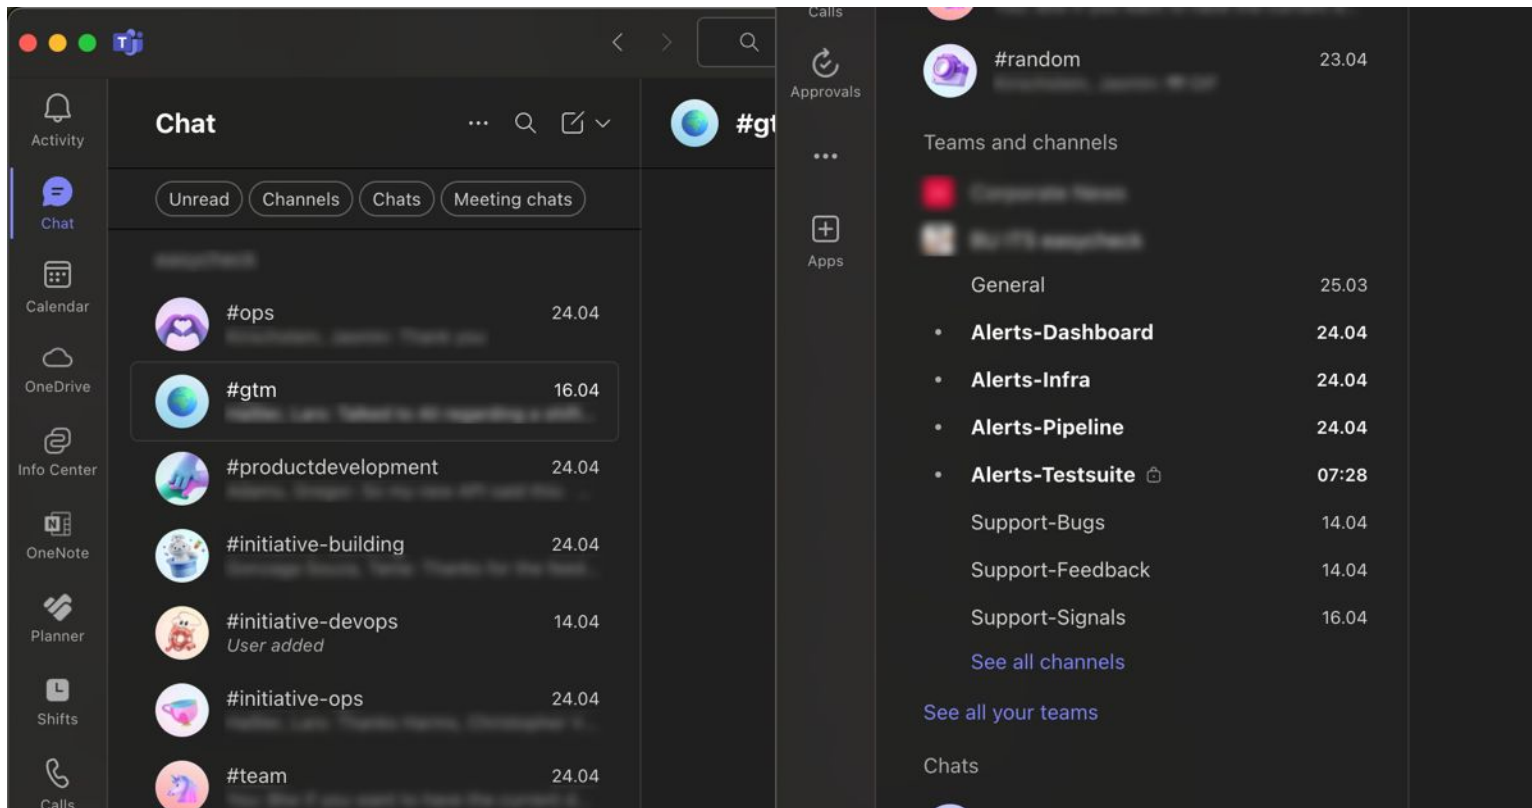 Activity
Chat
Calendar
OneDrive
Info Center
OneNote
Planner
Shifts
Calls
Chat
#gt
Unread
Channels
Chats
Meeting chats
#ops
24.04
#gtm
16.04
#productdevelopment
24.04
#initiative-building
24.04
#initiative-devops
14.04
User added
#initiative-ops
24.04
#team
24.04
Calls
Approvals
Apps
#random
23.04
Teams and channels
Corporate News
General
25.03
Alerts-Dashboard
24.04
Alerts-Infra
24.04
Alerts-Pipeline
24.04
Alerts-Testsuite
07:28
Support-Bugs
14.04
Support-Feedback
14.04
Support-Signals
16.04
See all channels
See all your teams
Chats